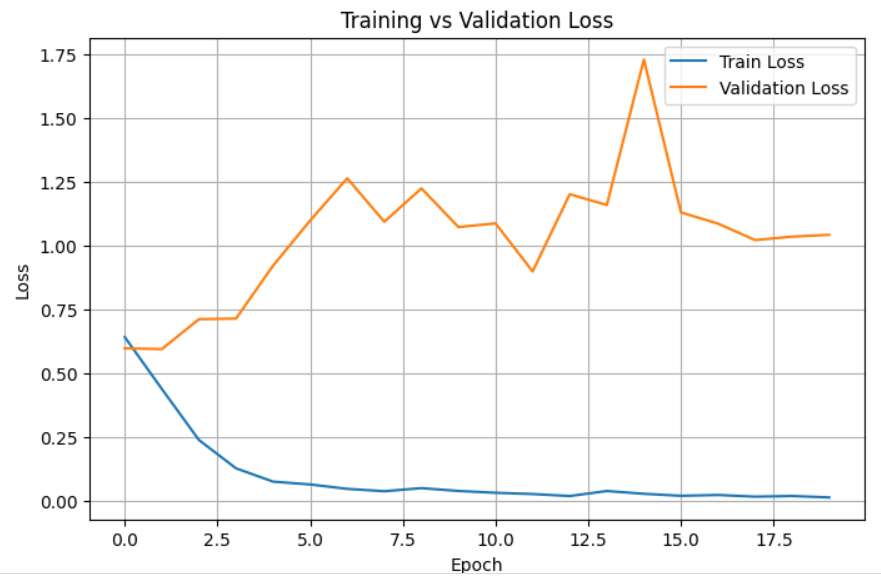 Training vs Validation Loss
Train Loss
Validation Loss
1.75
1.50
1.25
1.00
0.75
0.50
0.25
0.00
Loss
0.0 2.5 5.0 7.5 10.0 12.5 15.0 17.5
Epoch